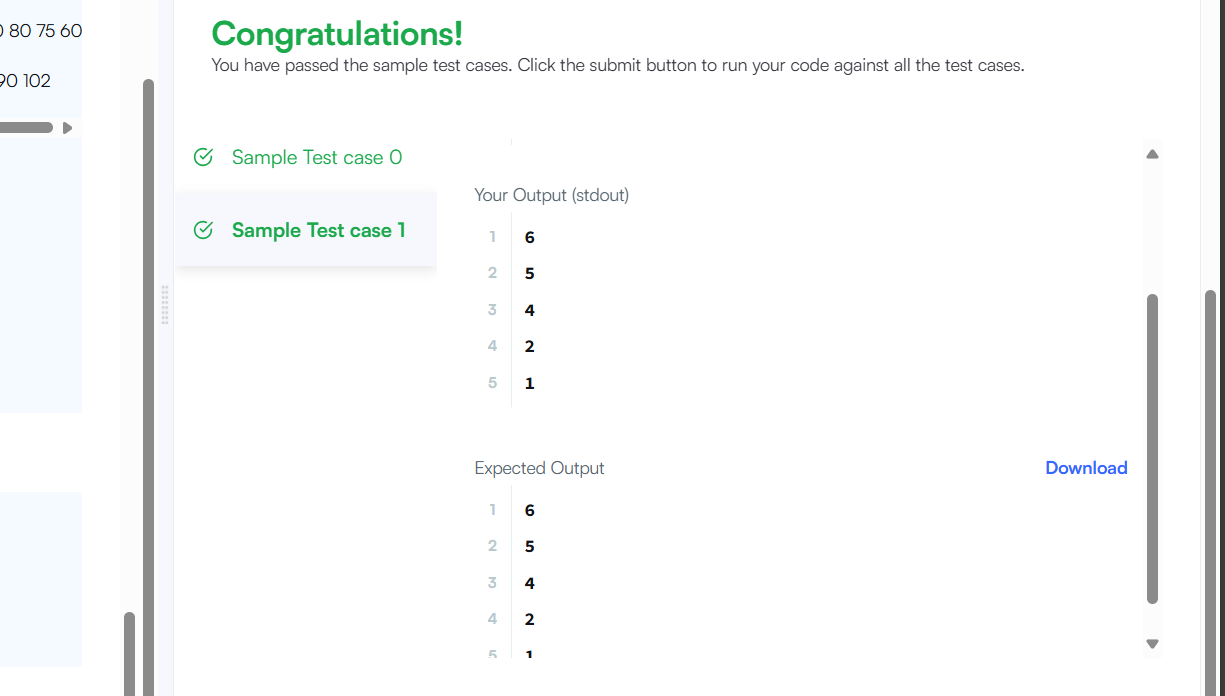 80 75 60
90 102
Congratulations!
You have passed the sample test cases. Click the submit button to run your code against all the test cases.
Sample Test case 0
Sample Test case 1
Your Output (stdout)
1 6
2 5
3 4
4 2
5 1
Expected Output
Download
1 6
2 5
3 4
4 2
5 1